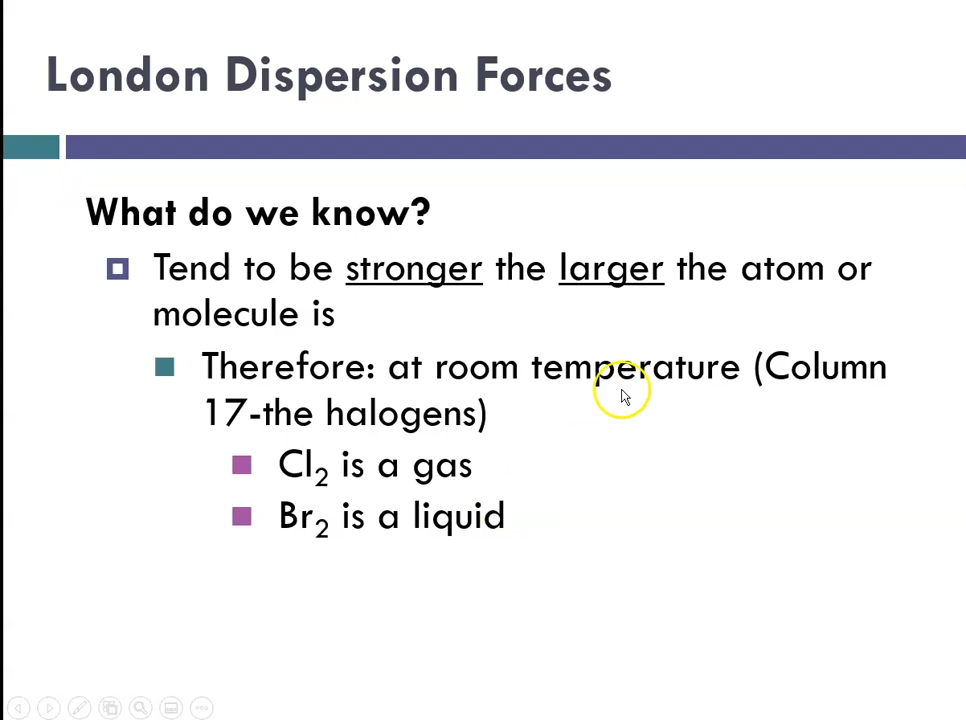 London Dispersion Forces
What do we know?
Tend to be stronger the larger the atom or
molecule is
Therefore: at room temperature (Column
17-the halogens)
Cl₂ is a gas
Br₂ is a liquid